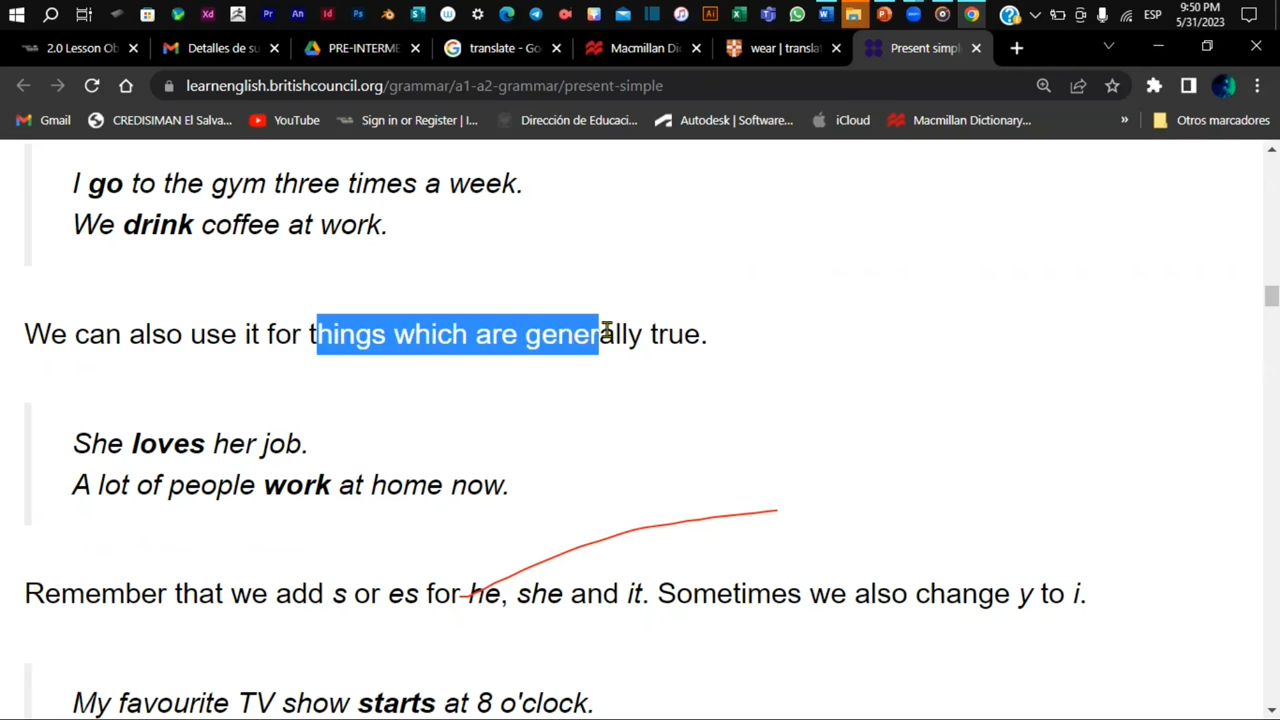 9:50 PM
ESP
5/31/2023
2.0 Lesson Ob
Detalles de su
PRE-INTERME
translate - Goo
Macmillan Dic
wear | translat
Present simpl
learnenglish.britishcouncil.org/grammar/a1-a2-grammar/present-simple
Gmail
CREDISIMAN El Salva...
YouTube
Sign in or Register | I...
Dirección de Educaci...
Autodesk | Software...
iCloud
Macmillan Dictionary...
»
Otros marcadores
I go to the gym three times a week.
We drink coffee at work.
We can also use it for things which are generally true.
She loves her job.
A lot of people work at home now.
Remember that we add s or es for he, she and it. Sometimes we also change y to i.
My favourite TV show starts at 8 o'clock.